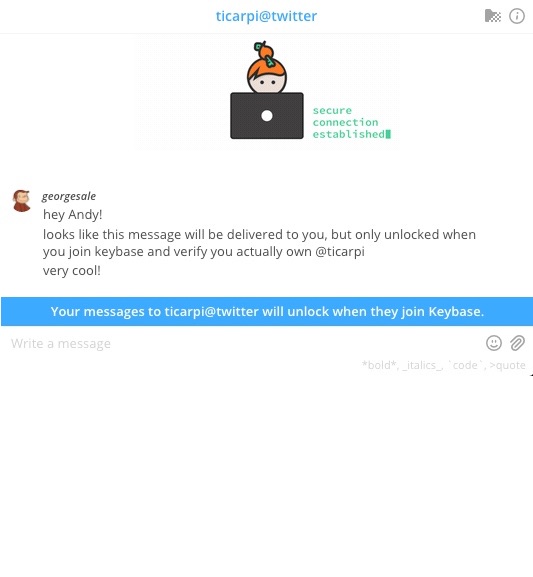 ticarpi@twitter
secure
connection
established
georgesale
hey Andy!
looks like this message will be delivered to you, but only unlocked when
you join keybase and verify you actually own @ticarpi
very cool!
Your messages to ticarpi@twitter will unlock when they join Keybase.
Write a message
*bold*, _italics_, `code`, >quote